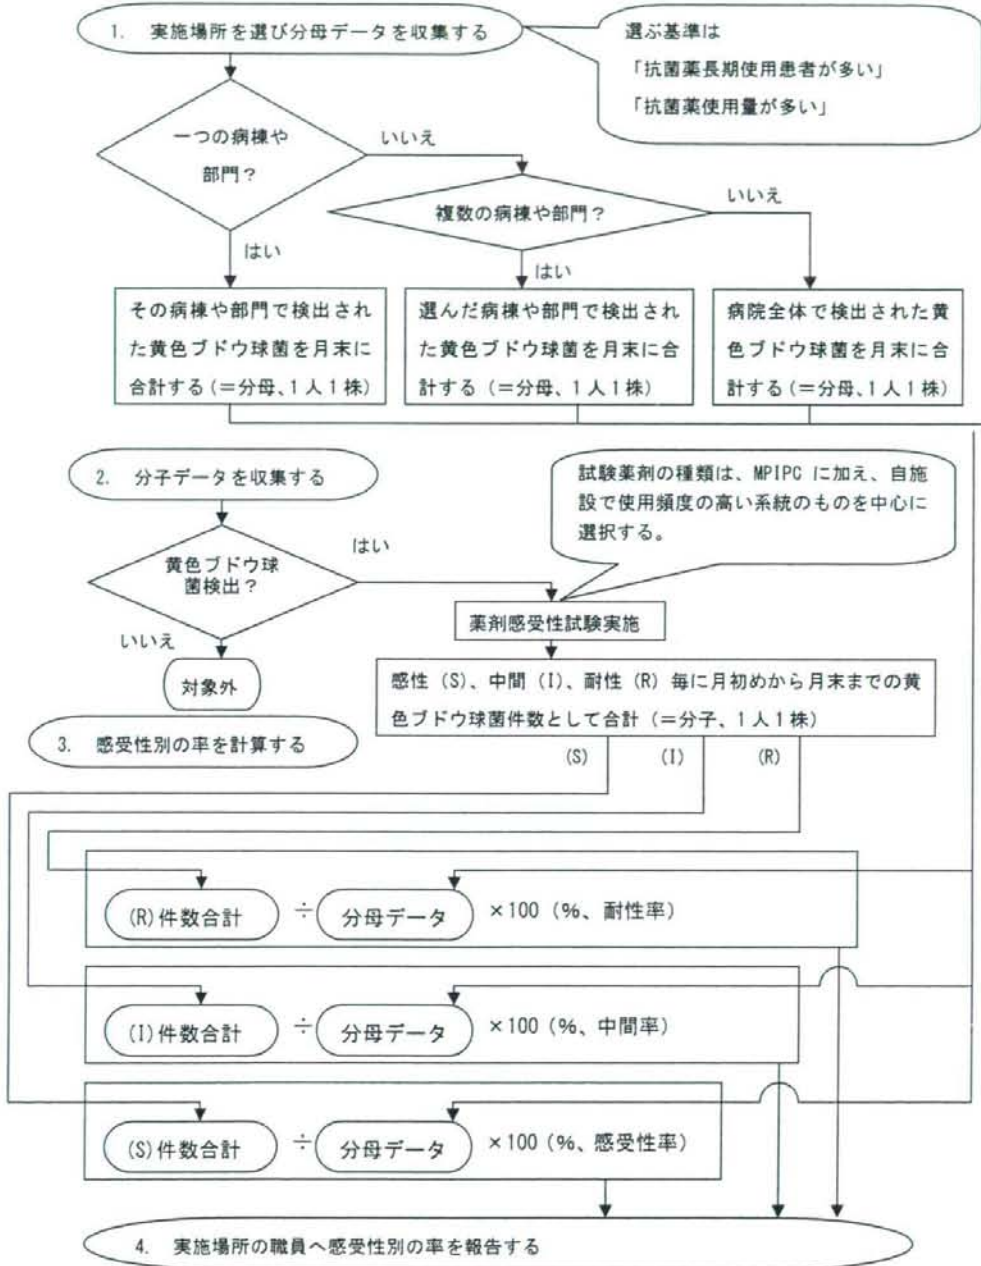 1. 実施場所を選び分母データを収集する
選ぶ基準は
「抗菌薬長期使用患者が多い」
「抗菌薬使用量が多い」
一つの病棟や
部門？
いいえ
はい
複数の病棟や部門？
いいえ
はい
その病棟や部門で検出され
た黄色ブドウ球菌を月末に
合計する(＝分母、1人1株)
選んだ病棟や部門で検出され
た黄色ブドウ球菌を月末に合
計する(＝分母、1人1株)
病院全体で検出された黄
色ブドウ球菌を月末に合
計する(＝分母、1人1株)
2. 分子データを収集する
試験薬剤の種類は、MPIPC に加え、自施
設で使用頻度の高い系統のものを中心に
選択する。
黄色ブドウ球
菌検出？
はい
いいえ
対象外
薬剤感受性試験実施
感性 (S)、中間 (I)、耐性 (R) 毎に月初めから月末までの黄
色ブドウ球菌件数として合計 (＝分子、1人1株)
3. 感受性別の率を計算する
(S) (I) (R)
(R)件数合計 ÷ 分母データ ×100 (%、耐性率)
(I)件数合計 ÷ 分母データ ×100 (%、中間率)
(S)件数合計 ÷ 分母データ ×100 (%、感受性率)
4. 実施場所の職員へ感受性別の率を報告する